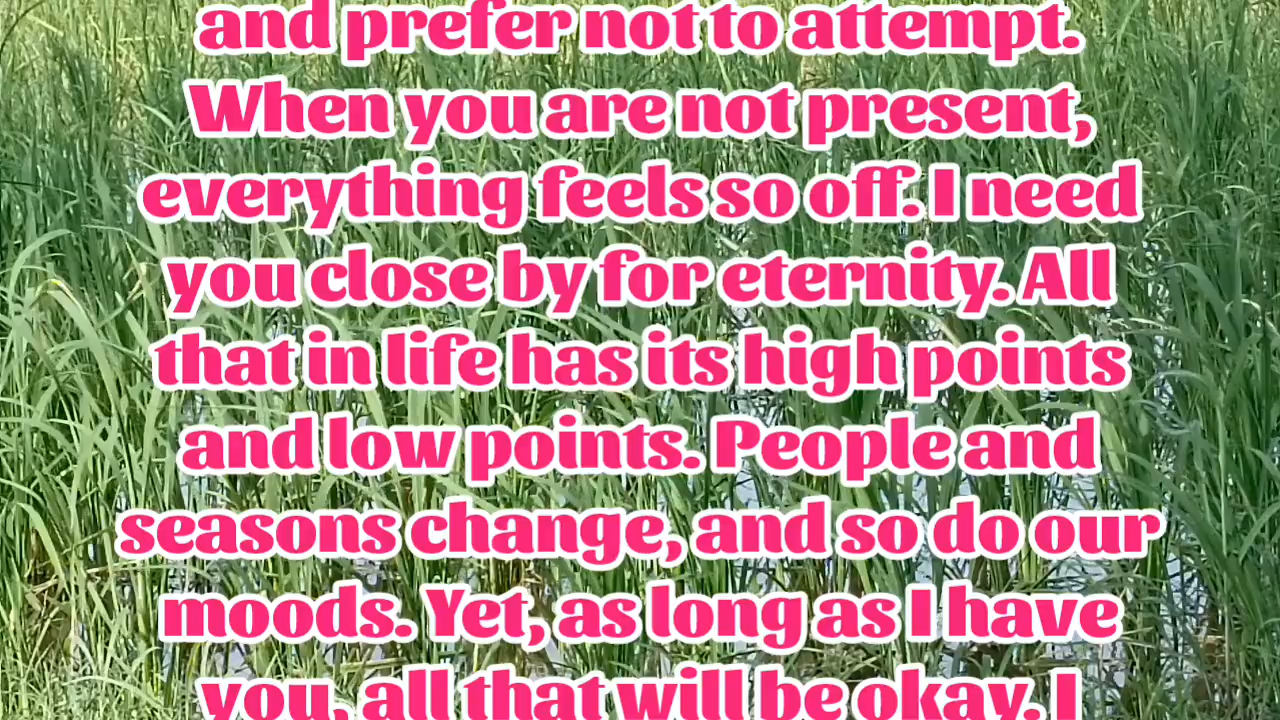 and prefer not to attempt.
When you are not present,
everything feels so off. I need
you close by for eternity. All
that in life has its high points
and low points. People and
seasons change, and so do our
moods. Yet, as long as I have
you, all that will be okay. I